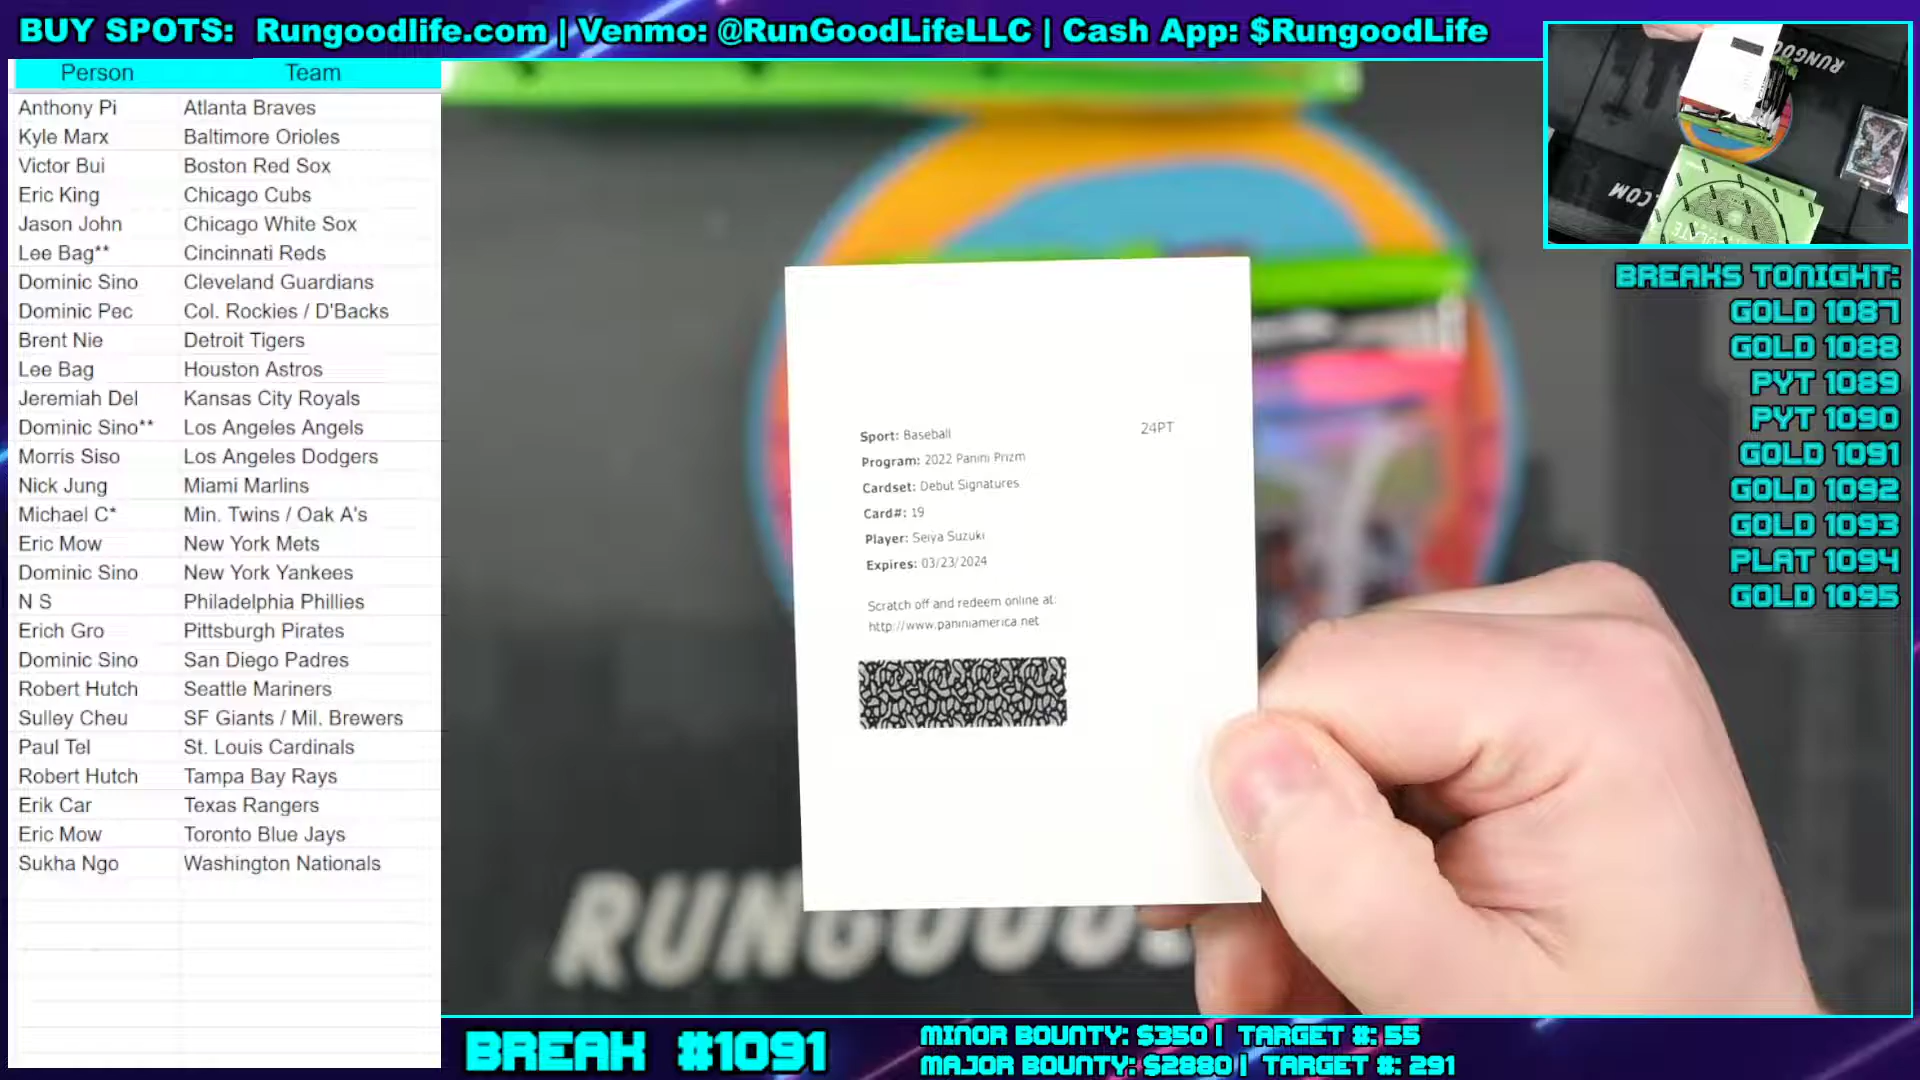 BUY SPOTS: Rungoodlife.com | Venmo: @RunGoodLifeLLC | Cash App: $RungoodLife
Person Team
Anthony Pi Atlanta Braves
Kyle Marx Baltimore Orioles
Victor Bui Boston Red Sox
Eric King Chicago Cubs
Jason John Chicago White Sox
Lee Bag** Cincinnati Reds
Dominic Sino Cleveland Guardians
Dominic Pec Col. Rockies / D'Backs
Brent Nie Detroit Tigers
Lee Bag Houston Astros
Jeremiah Del Kansas City Royals
Dominic Sino** Los Angeles Angels
Morris Siso Los Angeles Dodgers
Nick Jung Miami Marlins
Michael C* Min. Twins / Oak A's
Eric Mow New York Mets
Dominic Sino New York Yankees
N S Philadelphia Phillies
Erich Gro Pittsburgh Pirates
Dominic Sino San Diego Padres
Robert Hutch Seattle Mariners
Sulley Cheu SF Giants / Mil. Brewers
Paul Tel St. Louis Cardinals
Robert Hutch Tampa Bay Rays
Erik Car Texas Rangers
Eric Mow Toronto Blue Jays
Sukha Ngo Washington Nationals
Sport: Baseball 24PT
Program: 2022 Panini Prizm
Cardset: Debut Signatures
Card#: 19
Player: Seiya Suzuki
Expires: 03/23/2024
Scratch off and redeem online at:
http://www.paniniamerica.net
RUNGOOD
BREAKS TONIGHT:
GOLD 1087
GOLD 1088
PYT 1089
PYT 1090
GOLD 1091
GOLD 1092
GOLD 1093
PLAT 1094
GOLD 1095
BREAK #1091
MINOR BOUNTY: $350 | TARGET #: 55
MAJOR BOUNTY: $2880 | TARGET #: 291